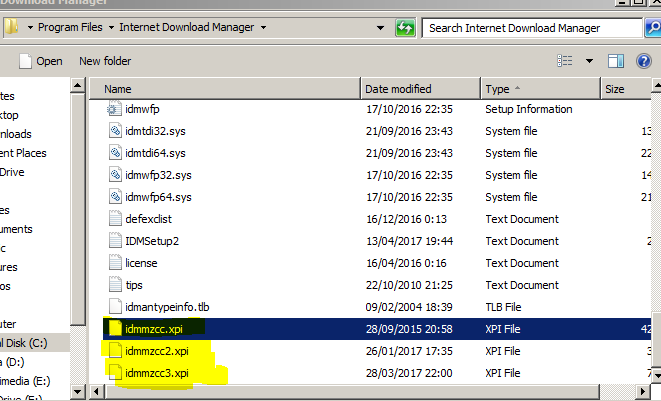 Download Manager
Program Files Internet Download Manager Search Internet Download Manager
Open New folder
Name Date modified Type Size
idmwfp 17/10/2016 22:35 Setup Information
idmtdi32.sys 21/09/2016 23:43 System file 13
idmtdi64.sys 21/09/2016 23:43 System file 22
idmwfp32.sys 17/10/2016 22:35 System file 14
idmwfp64.sys 17/10/2016 22:35 System file 21
defexclist 16/12/2016 0:13 Text Document
IDMSetup2 13/04/2017 19:44 Text Document 2
license 16/04/2016 0:16 Text Document
tips 22/10/2010 21:25 Text Document
idmantypeinfo.tlb 09/02/2004 18:39 TLB File
idmmzcc.xpi 28/09/2015 20:58 XPI File 42
idmmzcc2.xpi 26/01/2017 17:35 XPI File 3
idmmzcc3.xpi 28/03/2017 22:00 XPI File 7
tes
ktop
nloads
ent Places
Drive
es
uments
ic
ures
os
uter
al Disk (C:)
a (D:)
imedia (E:)